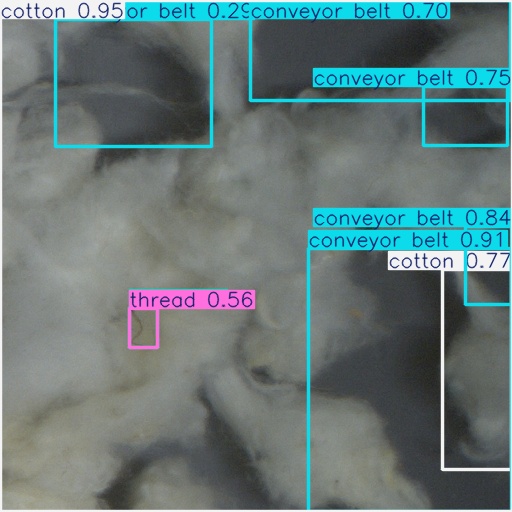 cotton 0.95
or belt 0.29
conveyor belt 0.70
conveyor belt 0.75
conveyor belt 0.84
conveyor belt 0.91
cotton 0.77
thread 0.56